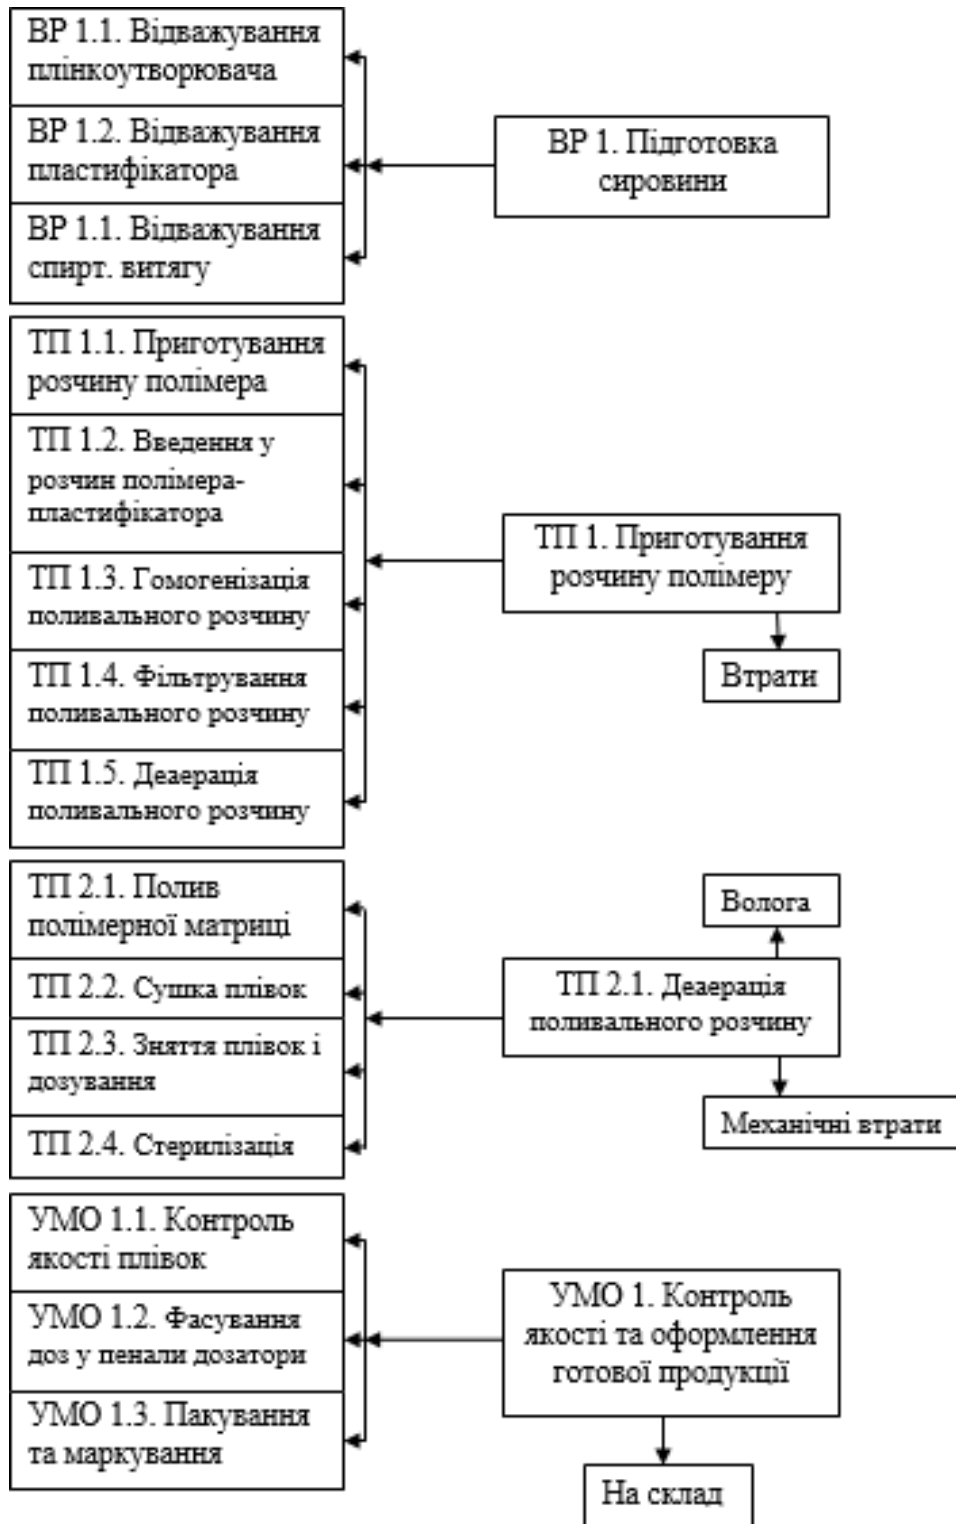 ВР 1.1. Відважування
плінкоутворювача
ВР 1.2. Відважування
пластифікатора
ВР 1.1. Відважування
спирт. витягу
ВР 1. Підготовка
сировини
ТП 1.1. Приготування
розчину полімера
ТП 1.2. Введення у
розчин полімера-
пластифікатора
ТП 1.3. Гомогенізація
поливального розчину
ТП 1.4. Фільтрування
поливального розчину
ТП 1.5. Деаерація
поливального розчину
ТП 1. Приготування
розчину полімеру
Втрати
ТП 2.1. Полив
полімерної матриці
ТП 2.2. Сушка плівок
ТП 2.3. Зняття плівок і
дозування
ТП 2.4. Стерилізація
Волога
ТП 2.1. Деаерація
поливального розчину
Механічні втрати
УМО 1.1. Контроль
якості плівок
УМО 1.2. Фасування
доз у пенали дозатори
УМО 1.3. Пакування
та маркування
УМО 1. Контроль
якості та оформлення
готової продукції
На склад